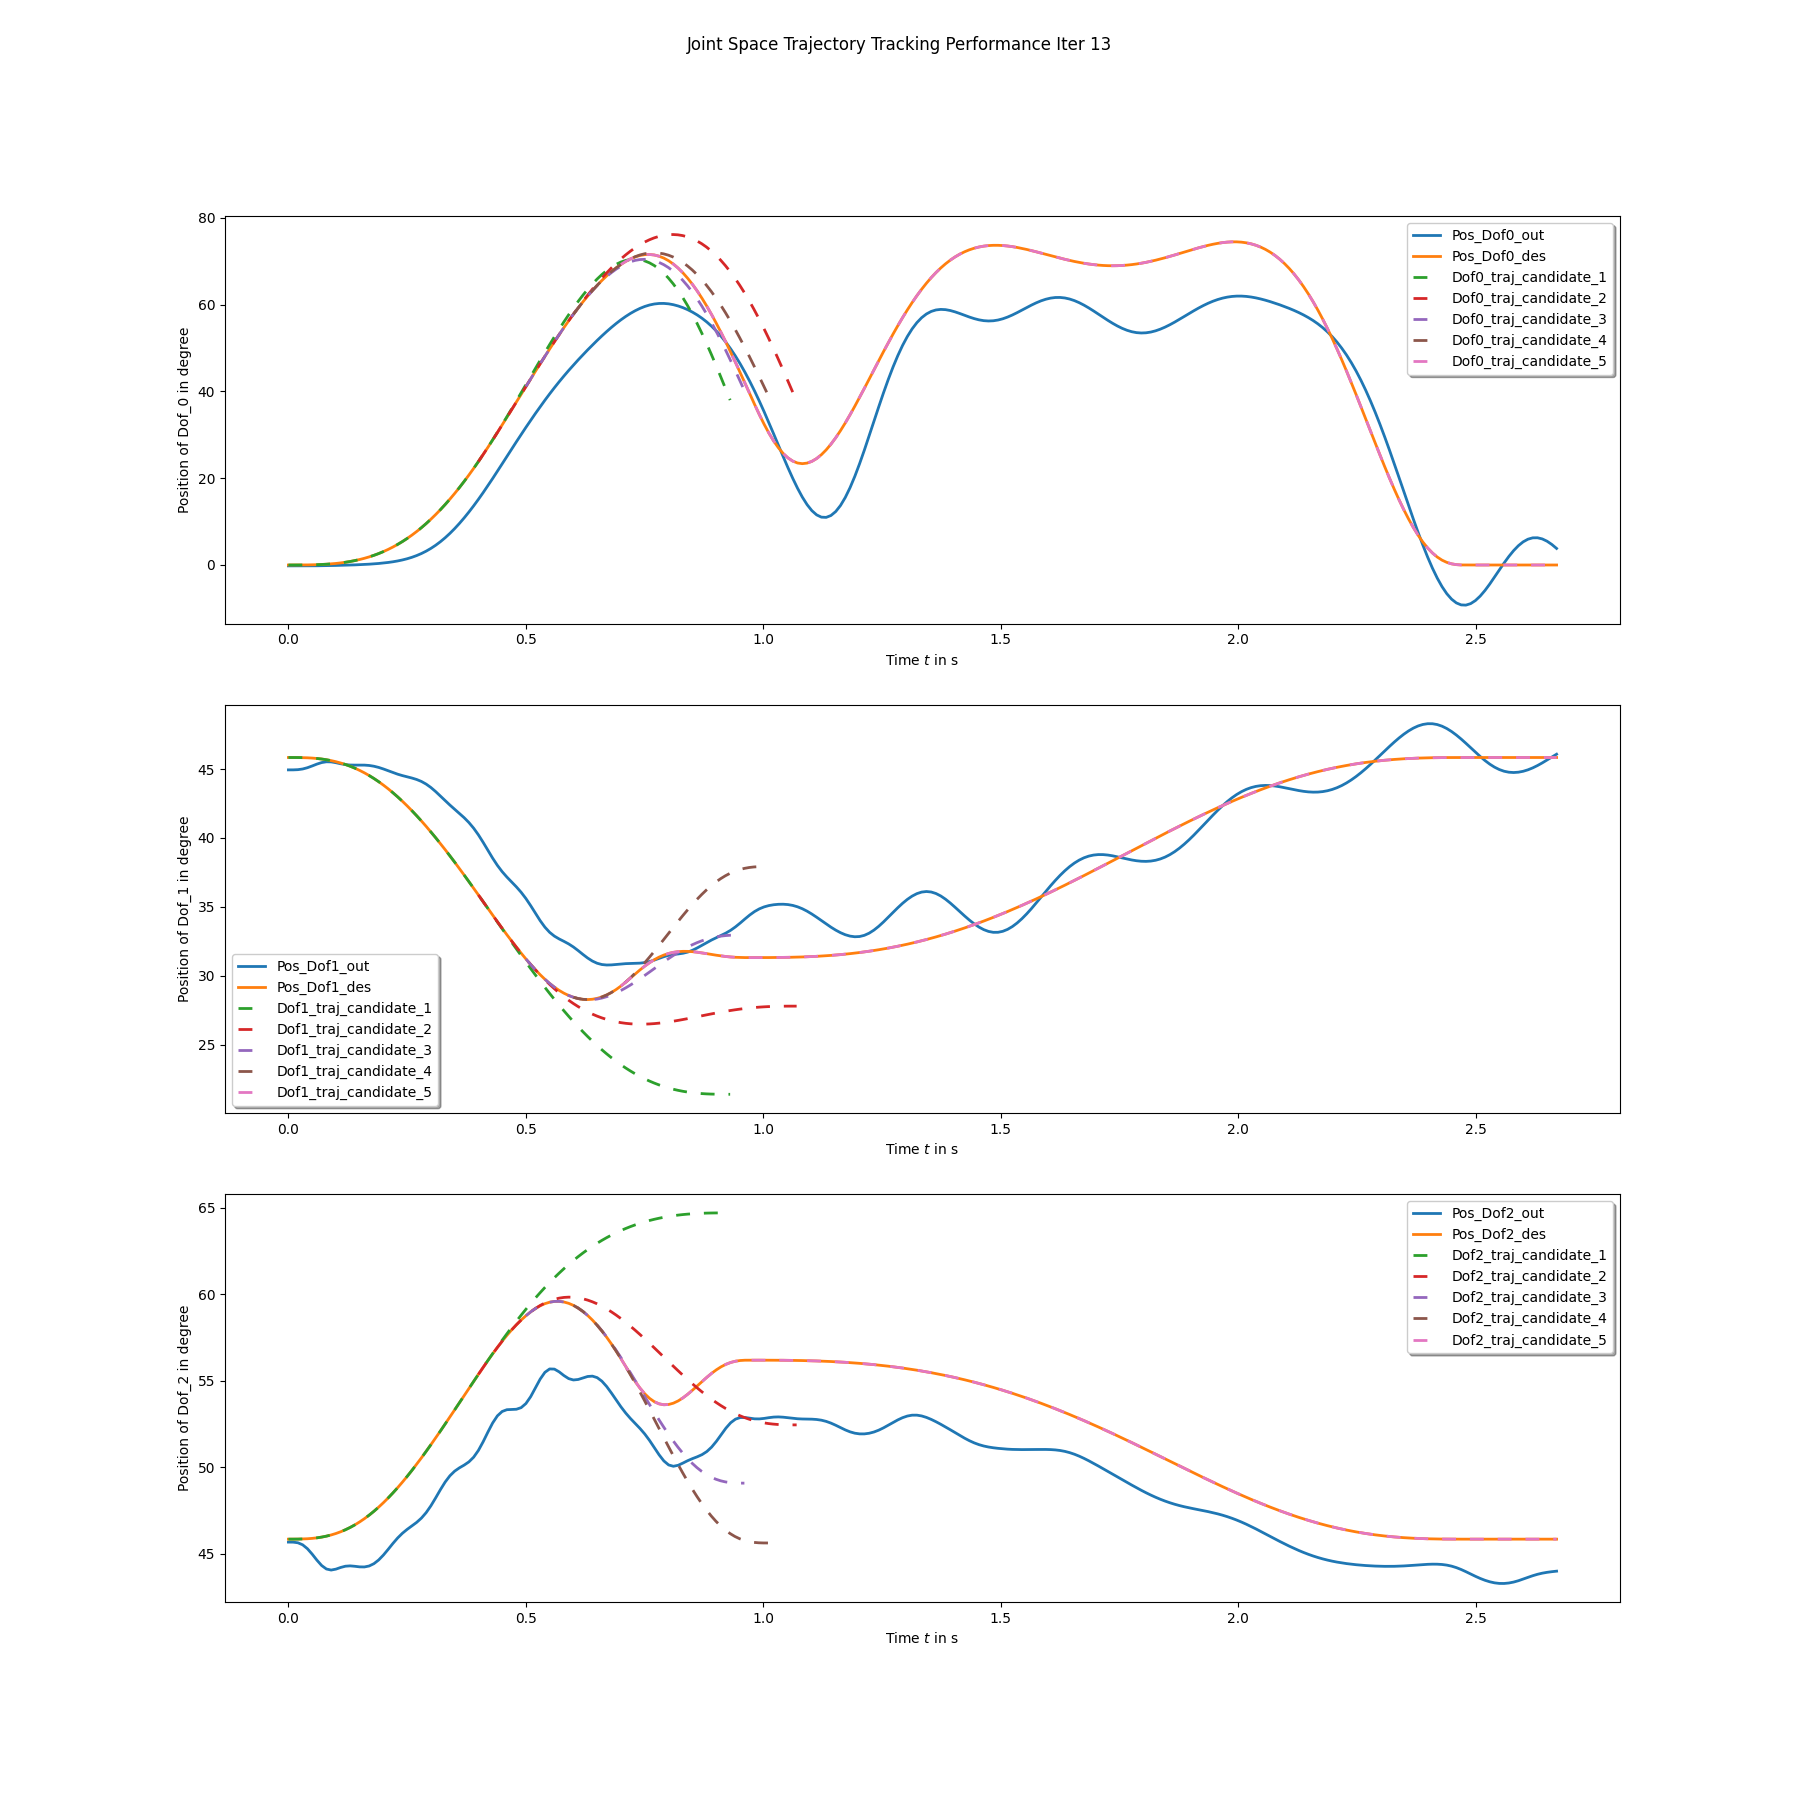 Joint Space Trajectory Tracking Performance Iter 13
80
60
40
20
0
Position of Dof_0 in degree
Pos_Dof0_out
Pos_Dof0_des
Dof0_traj_candidate_1
Dof0_traj_candidate_2
Dof0_traj_candidate_3
Dof0_traj_candidate_4
Dof0_traj_candidate_5
0.0 0.5 1.0 1.5 2.0 2.5
Time t in s
45
40
35
30
25
Position of Dof_1 in degree
Pos_Dof1_out
Pos_Dof1_des
Dof1_traj_candidate_1
Dof1_traj_candidate_2
Dof1_traj_candidate_3
Dof1_traj_candidate_4
Dof1_traj_candidate_5
0.0 0.5 1.0 1.5 2.0 2.5
Time t in s
65
60
55
50
45
Position of Dof_2 in degree
Pos_Dof2_out
Pos_Dof2_des
Dof2_traj_candidate_1
Dof2_traj_candidate_2
Dof2_traj_candidate_3
Dof2_traj_candidate_4
Dof2_traj_candidate_5
0.0 0.5 1.0 1.5 2.0 2.5
Time t in s